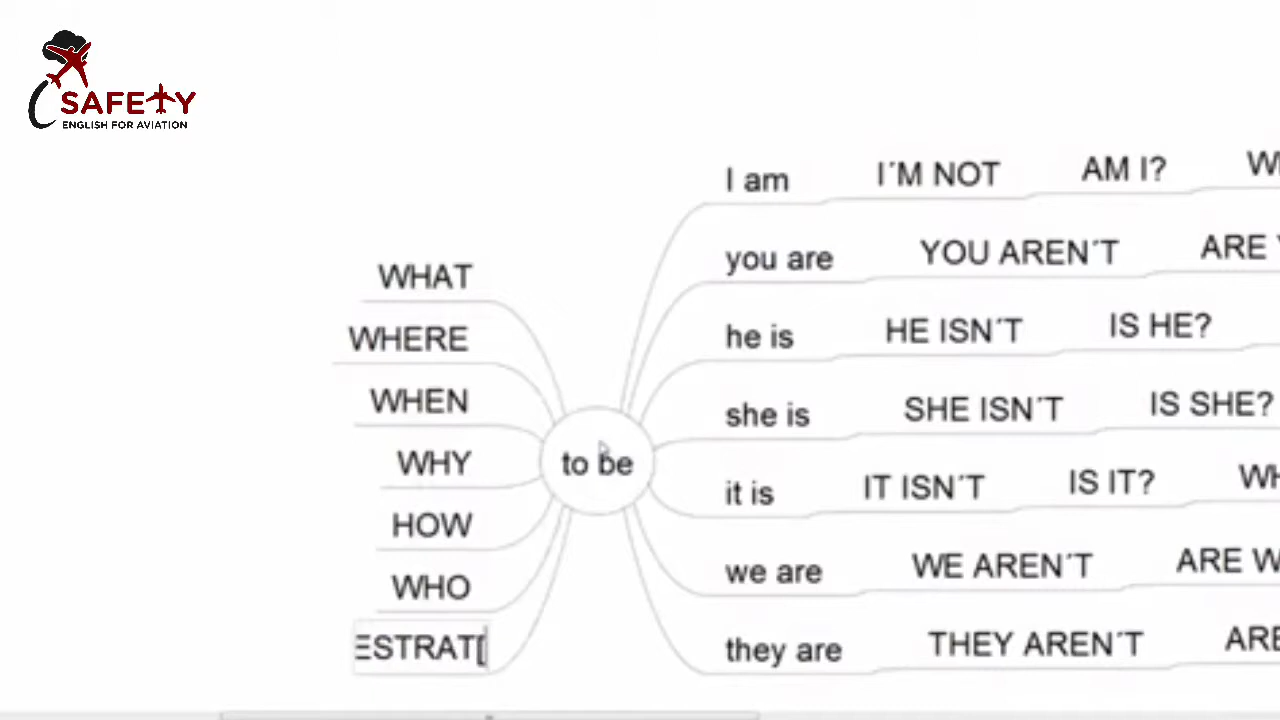 SAFETY
ENGLISH FOR AVIATION
I am I´M NOT AM I?
you are YOU AREN´T ARE
he is HE ISN´T IS HE?
she is SHE ISN´T IS SHE?
it is IT ISN´T IS IT?
we are WE AREN´T ARE
they are THEY AREN´T
WHAT
WHERE
WHEN
WHY
HOW
WHO
to be